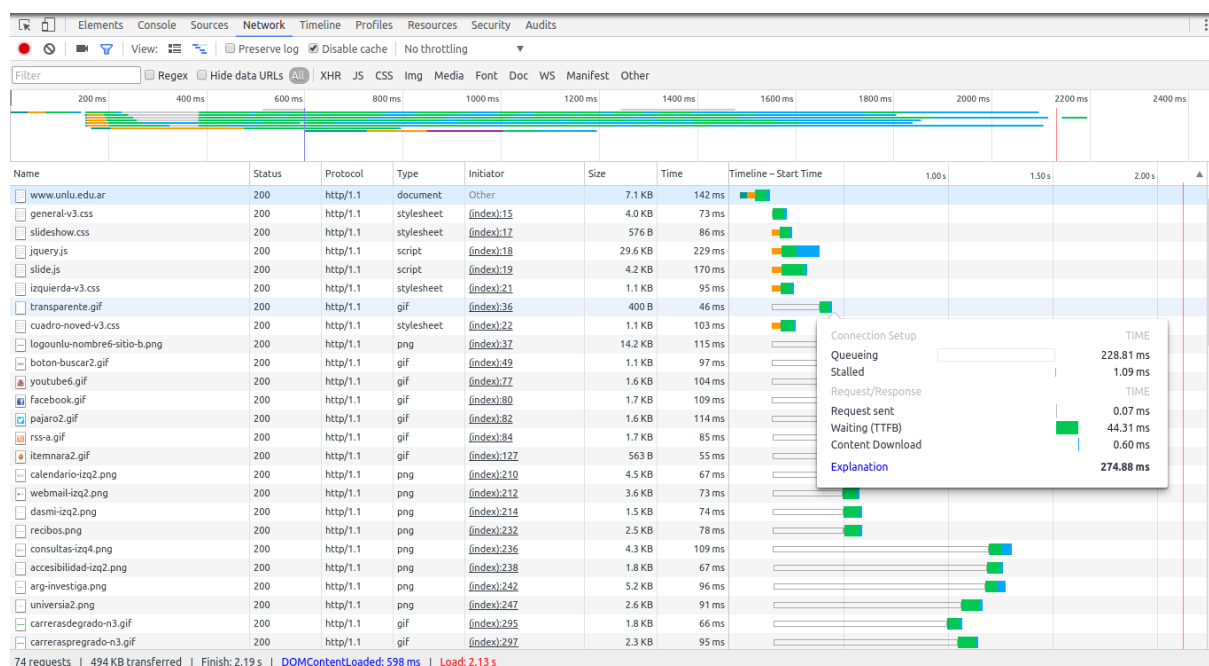 Elements Console Sources Network Timeline Profiles Resources Security Audits
View: Preserve log Disable cache No throttling ▼
Filter Regex Hide data URLs All XHR JS CSS Img Media Font Doc WS Manifest Other
200 ms 400 ms 600 ms 800 ms 1000 ms 1200 ms 1400 ms 1600 ms 1800 ms 2000 ms 2200 ms 2400 ms
Name Status Protocol Type Initiator Size Time Timeline – Start Time 1.00 s 1.50 s 2.00 s ▲
www.unlu.edu.ar 200 http/1.1 document Other 7.1 KB 142 ms
general-v3.css 200 http/1.1 stylesheet (index):15 4.0 KB 73 ms
slideshow.css 200 http/1.1 stylesheet (index):17 576 B 86 ms
jquery.js 200 http/1.1 script (index):18 29.6 KB 229 ms
slide.js 200 http/1.1 script (index):19 4.2 KB 170 ms
izquierda-v3.css 200 http/1.1 stylesheet (index):21 1.1 KB 95 ms
transparente.gif 200 http/1.1 gif (index):36 400 B 46 ms
cuadro-noved-v3.css 200 http/1.1 stylesheet (index):22 1.1 KB 103 ms
logounlu-nombre6-sitio-b.png 200 http/1.1 png (index):37 14.2 KB 115 ms
boton-buscar2.gif 200 http/1.1 gif (index):49 1.1 KB 97 ms
youtube6.gif 200 http/1.1 gif (index):77 1.6 KB 104 ms
facebook.gif 200 http/1.1 gif (index):80 1.7 KB 109 ms
pajaro2.gif 200 http/1.1 gif (index):82 1.6 KB 114 ms
rss-a.gif 200 http/1.1 gif (index):84 1.7 KB 85 ms
itemnara2.gif 200 http/1.1 gif (index):127 563 B 55 ms
calendario-izq2.png 200 http/1.1 png (index):210 4.5 KB 67 ms
webmail-izq2.png 200 http/1.1 png (index):212 3.6 KB 73 ms
dasmi-izq2.png 200 http/1.1 png (index):214 1.5 KB 74 ms
recibos.png 200 http/1.1 png (index):232 2.5 KB 78 ms
consultas-izq4.png 200 http/1.1 png (index):236 4.3 KB 109 ms
accesibilidad-izq2.png 200 http/1.1 png (index):238 1.8 KB 67 ms
arg-investiga.png 200 http/1.1 png (index):242 5.2 KB 96 ms
universia2.png 200 http/1.1 png (index):247 2.6 KB 91 ms
carrerasdegrado-n3.gif 200 http/1.1 gif (index):295 1.8 KB 66 ms
carreraspregrado-n3.gif 200 http/1.1 gif (index):297 2.3 KB 95 ms
Connection Setup TIME
Queueing 228.81 ms
Stalled 1.09 ms
Request/Response TIME
Request sent 0.07 ms
Waiting (TTFB) 44.31 ms
Content Download 0.60 ms
Explanation 274.88 ms
74 requests | 494 KB transferred | Finish: 2.19 s | DOMContentLoaded: 598 ms | Load: 2.13 s